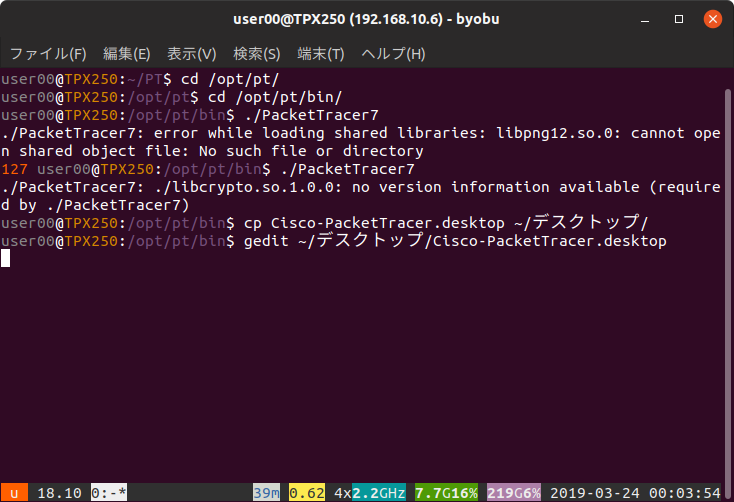 user00@TPX250 (192.168.10.6) - byobu
ファイル(F) 編集(E) 表示(V) 検索(S) 端末(T) ヘルプ(H)
user00@TPX250:~/PT$ cd /opt/pt/
user00@TPX250:/opt/pt$ cd /opt/pt/bin/
user00@TPX250:/opt/pt/bin$ ./PacketTracer7
./PacketTracer7: error while loading shared libraries: libpng12.so.0: cannot ope
n shared object file: No such file or directory
127 user00@TPX250:/opt/pt/bin$ ./PacketTracer7
./PacketTracer7: ./libcrypto.so.1.0.0: no version information available (require
d by ./PacketTracer7)
user00@TPX250:/opt/pt/bin$ cp Cisco-PacketTracer.desktop ~/デスクトップ/
user00@TPX250:/opt/pt/bin$ gedit ~/デスクトップ/Cisco-PacketTracer.desktop
u 18.10 0:-* 39m 0.62 4x2.2GHz 7.7G16% 219G6% 2019-03-24 00:03:54